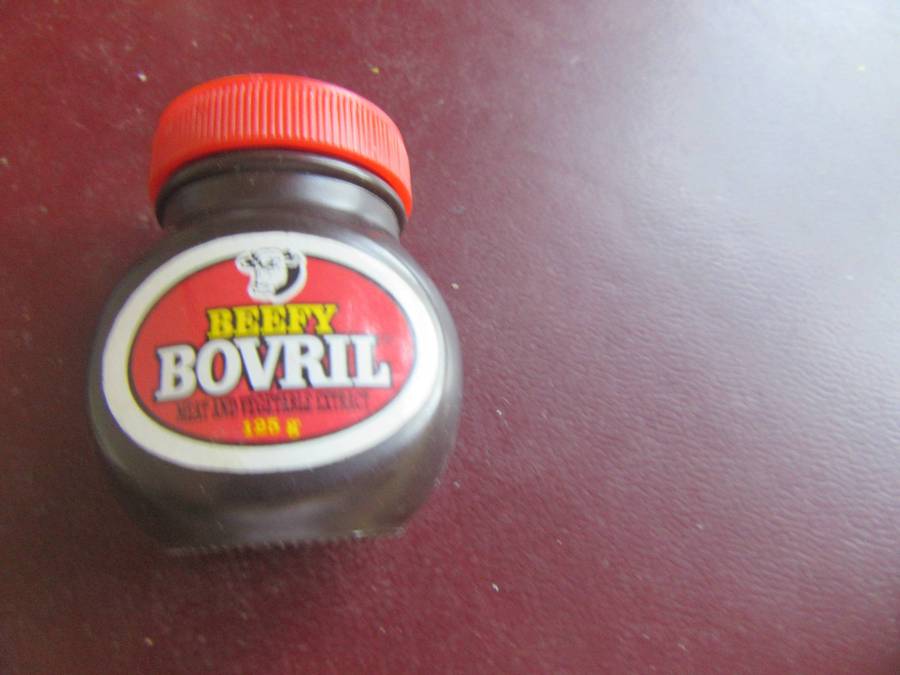 BEEFY
BOVRIL
MEAT AND VEGETABLE EXTRACT
125 g